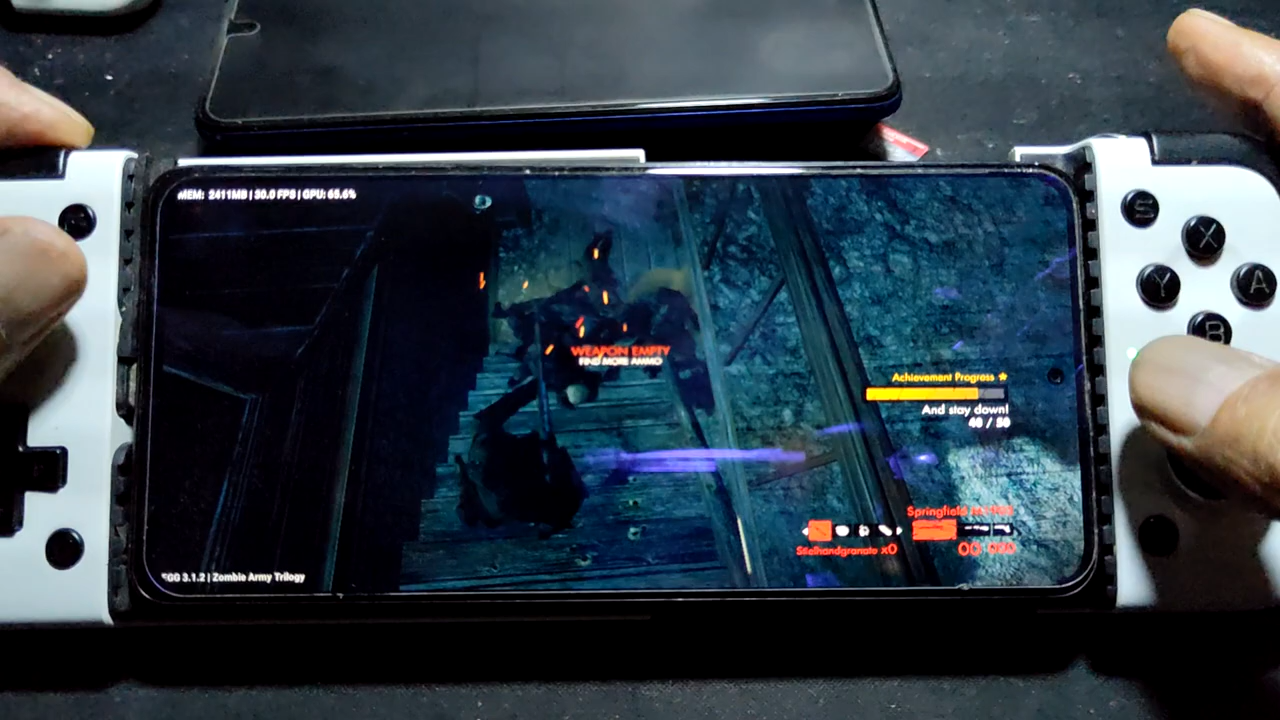 MEM: 2411MB | 30.0 FPS | GPU: 65.6%
WEAPON EMPTY
FIND MORE AMMO
Achievement Progress ★
And stay down!
40 / 50
Springfield
Stielhandgranate x0
EGG 3.1.2 | Zombie Army Trilogy
S
X
Y
A
B